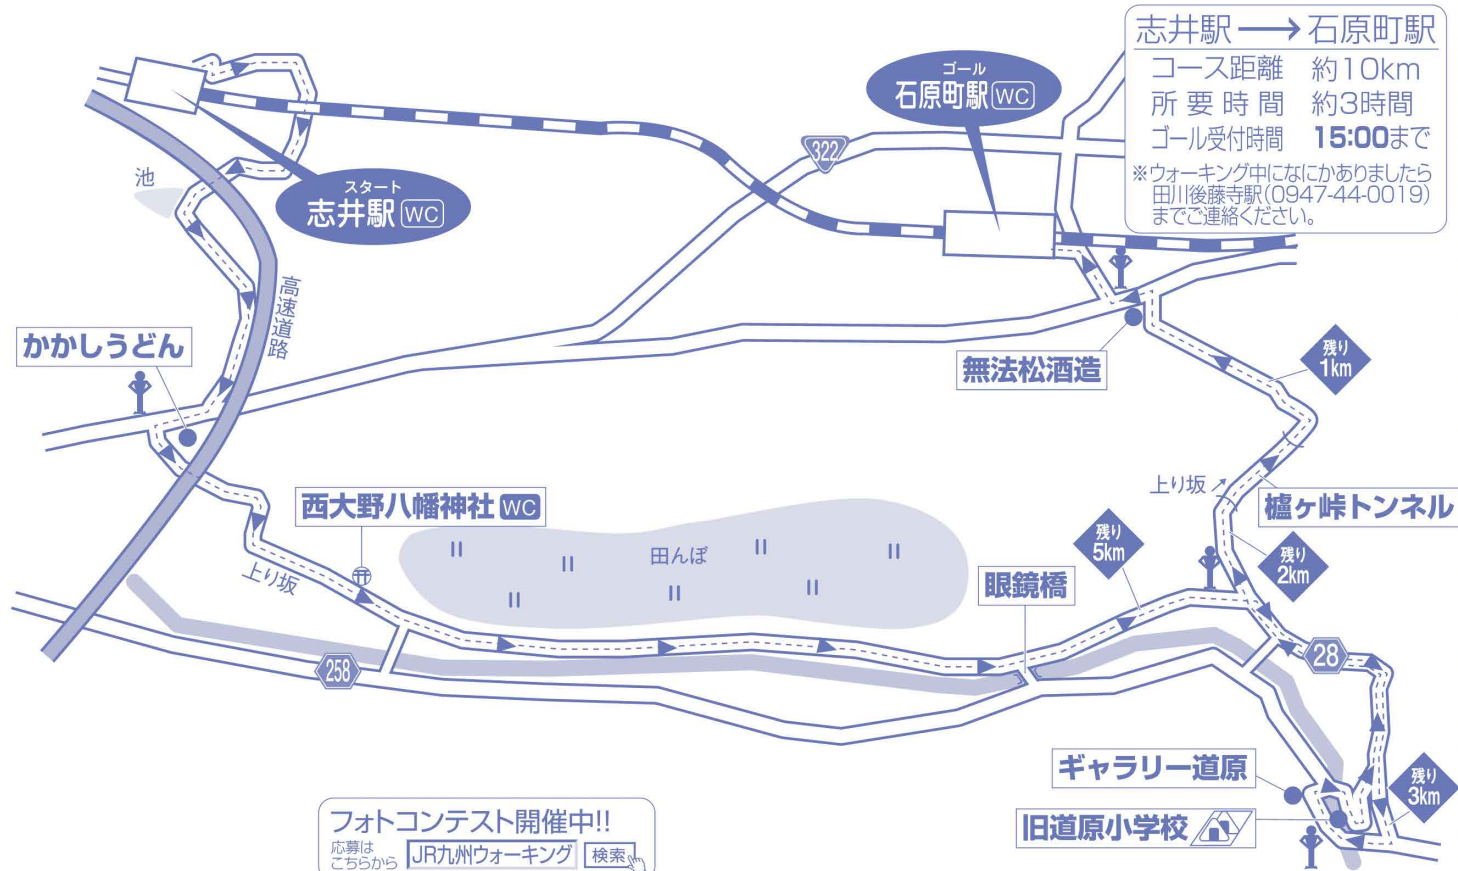 志井駅→石原町駅
コース距離 約10km
所要時間 約3時間
ゴール受付時間 15:00まで
※ウォーキング中になにかありましたら
田川後藤寺駅(0947-44-0019)
までご連絡ください。
ゴール
石原町駅 WC
322
スタート
志井駅 WC
池
高速道路
かかしうどん
無法松酒造
残り
1km
上り坂
櫨ヶ峠トンネル
西大野八幡神社 WC
上り坂
田んぼ
残り
5km
残り
2km
眼鏡橋
258
28
ギャラリー道原
残り
3km
旧道原小学校
フォトコンテスト開催中!!
応募は
こちらから
JR九州ウォーキング 検索